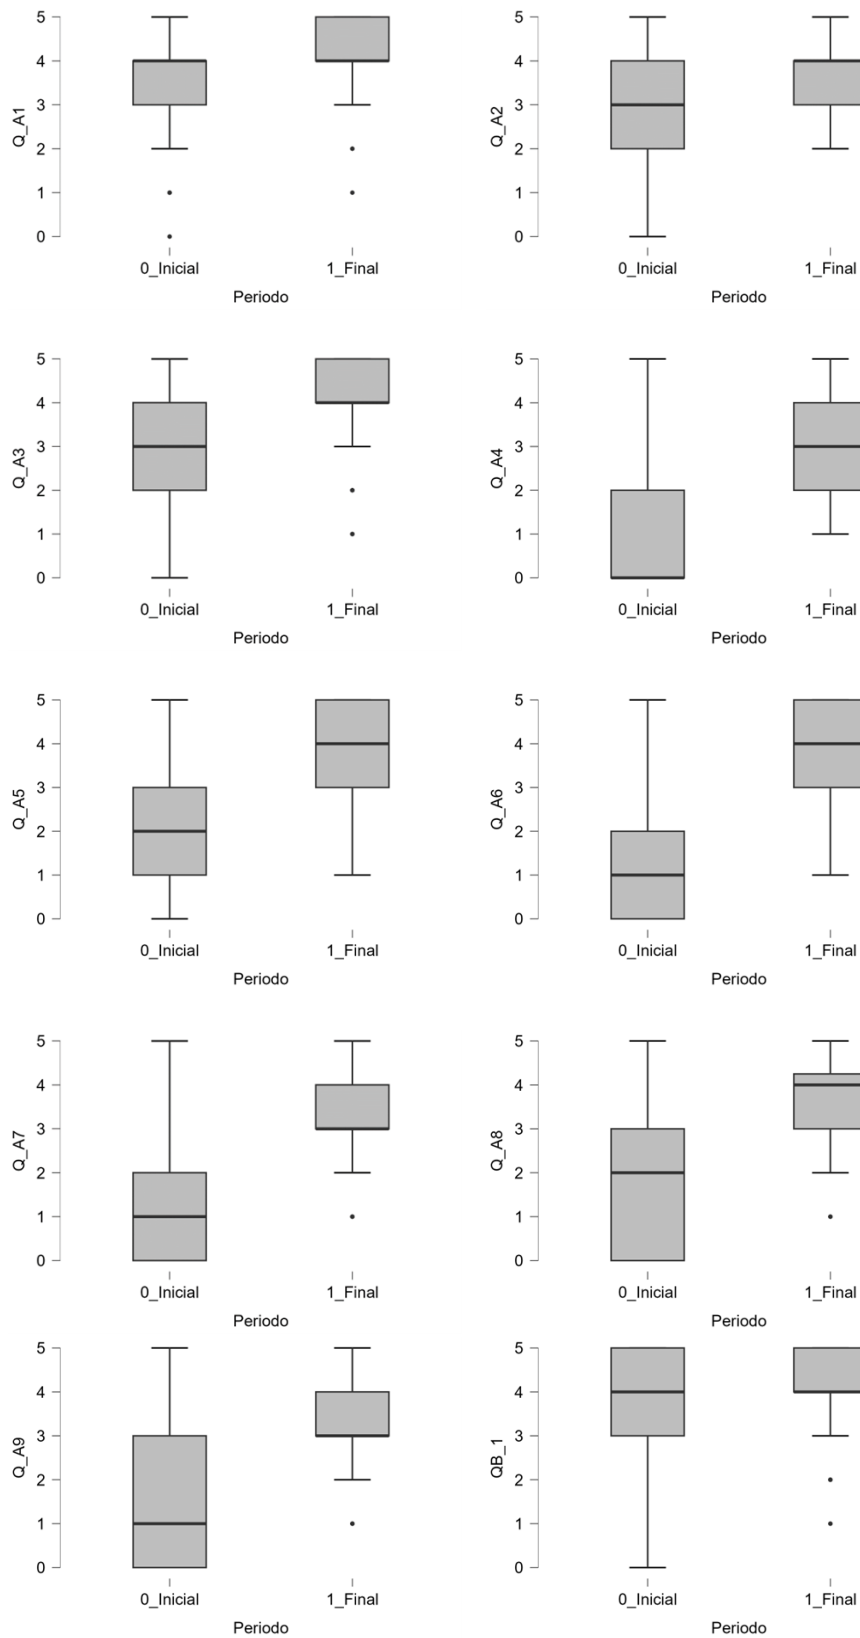 Q_A1
5
4
3
2
1
0
0_Inicial 1_Final
Periodo
Q_A2
5
4
3
2
1
0
0_Inicial 1_Final
Periodo
Q_A3
5
4
3
2
1
0
0_Inicial 1_Final
Periodo
Q_A4
5
4
3
2
1
0
0_Inicial 1_Final
Periodo
Q_A5
5
4
3
2
1
0
0_Inicial 1_Final
Periodo
Q_A6
5
4
3
2
1
0
0_Inicial 1_Final
Periodo
Q_A7
5
4
3
2
1
0
0_Inicial 1_Final
Periodo
Q_A8
5
4
3
2
1
0
0_Inicial 1_Final
Periodo
Q_A9
5
4
3
2
1
0
0_Inicial 1_Final
Periodo
QB_1
5
4
3
2
1
0
0_Inicial 1_Final
Periodo